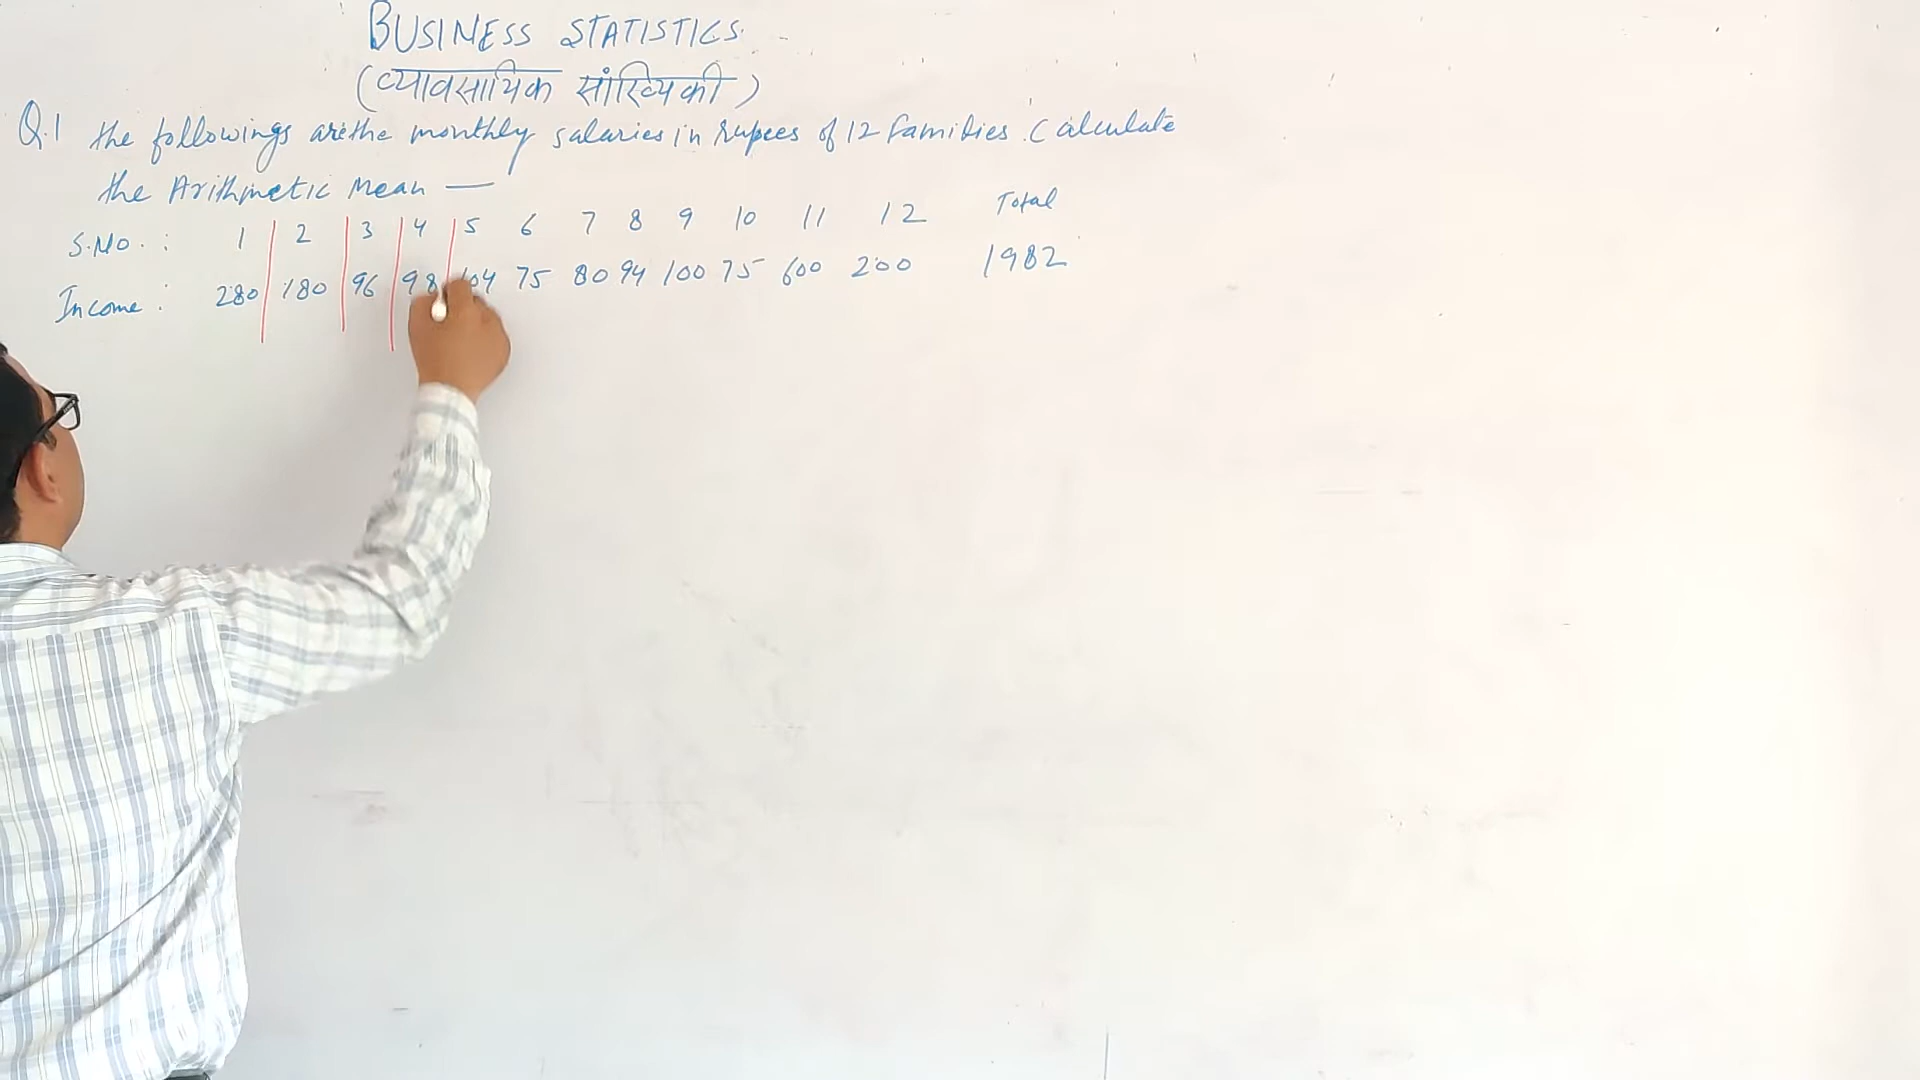 BUSINESS STATISTICS.
(व्यावसायिक सांख्यिकी)
Q.1 the followings are the monthly salaries in rupees of 12 families. Calculate
the Arithmetic Mean —
S.No. : 1 2 3 4 5 6 7 8 9 10 11 12 Total
Income : 280 180 96 98 104 75 80 94 100 75 600 200 1982